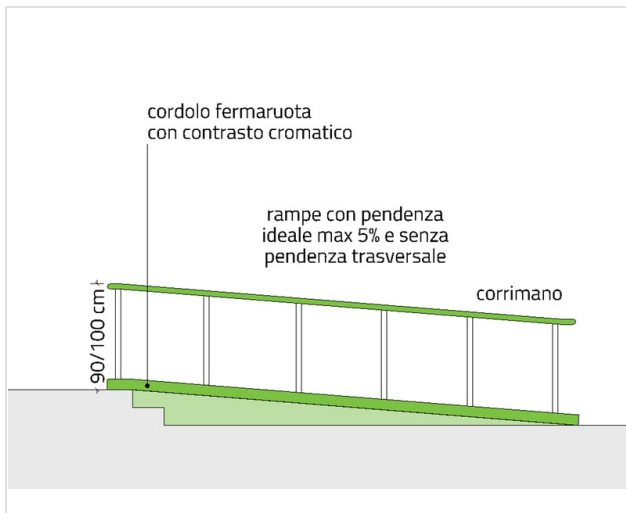 cordolo fermaruota
con contrasto cromatico
rampe con pendenza
ideale max 5% e senza
pendenza trasversale
corrimano
90/100 cm